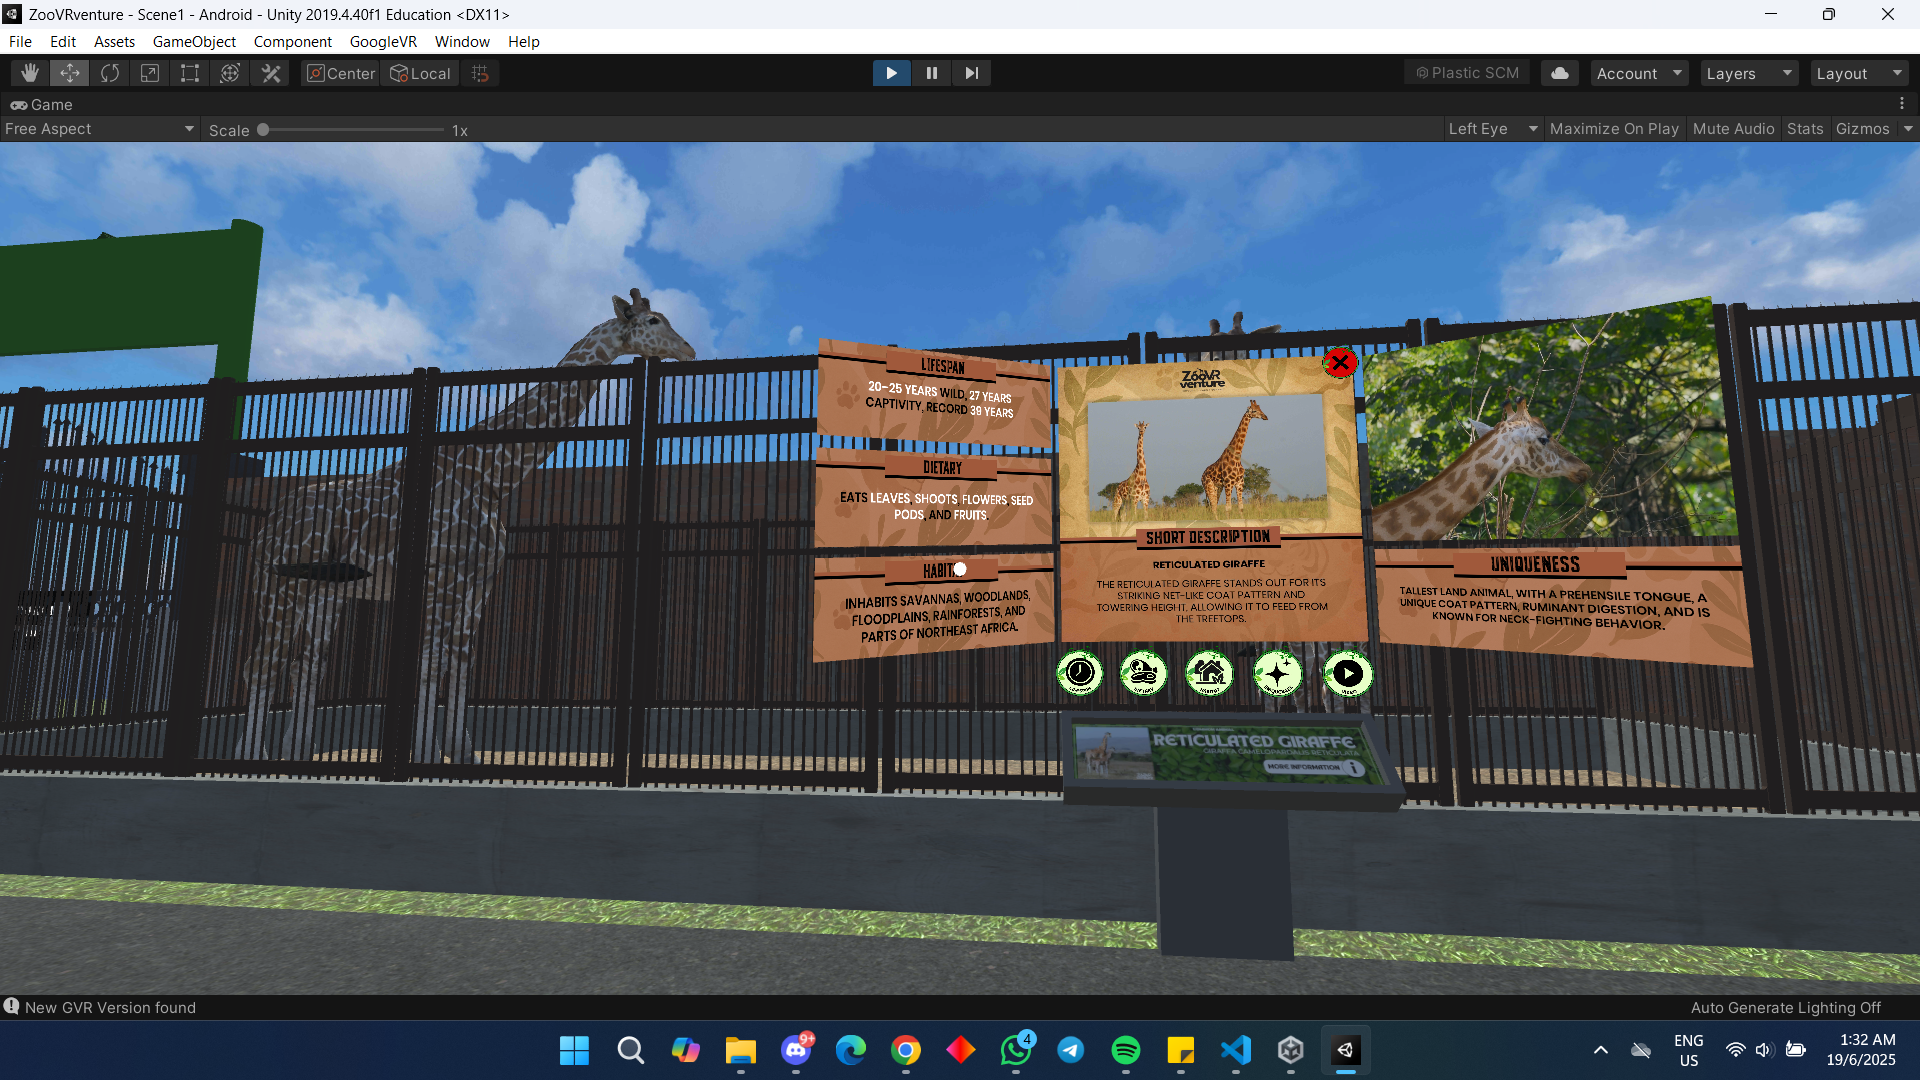 ZooVRventure - Scene1 - Android - Unity 2019.4.40f1 Education <DX11>
File Edit Assets GameObject Component GoogleVR Window Help
Center Local Plastic SCM Account Layers Layout
Game
Free Aspect Scale 1x Left Eye Maximize On Play Mute Audio Stats Gizmos
LIFESPAN
20-25 YEARS WILD, 27 YEARS
CAPTIVITY, RECORD 39 YEARS
DIETARY
EATS LEAVES, SHOOTS FLOWERS, SEED
PODS, AND FRUITS.
INHABITS SAVANNAS, WOODLANDS,
FLOODPLAINS, RAINFORESTS, AND
PARTS OF NORTHEAST AFRICA.
ZooVR
venture
SHORT DESCRIPTION
RETICULATED GIRAFFE
THE RETICULATED GIRAFFE STANDS OUT FOR ITS
STRIKING NET-LIKE COAT PATTERN AND
TOWERING HEIGHT, ALLOWING IT TO FEED FROM
THE TREETOPS.
UNIQUENESS
TALLEST LAND ANIMAL, WITH A PREHENSILE TONGUE, A
UNIQUE COAT PATTERN, RUMINANT DIGESTION, AND IS
KNOWN FOR NECK-FIGHTING BEHAVIOR.
RETICULATED GIRAFFE
GIRAFFA CAMELOPARDALIS RETICULATA
MORE INFORMATION i
New GVR Version found
Auto Generate Lighting Off
9+
4
ENG
US
1:32 AM
19/6/2025